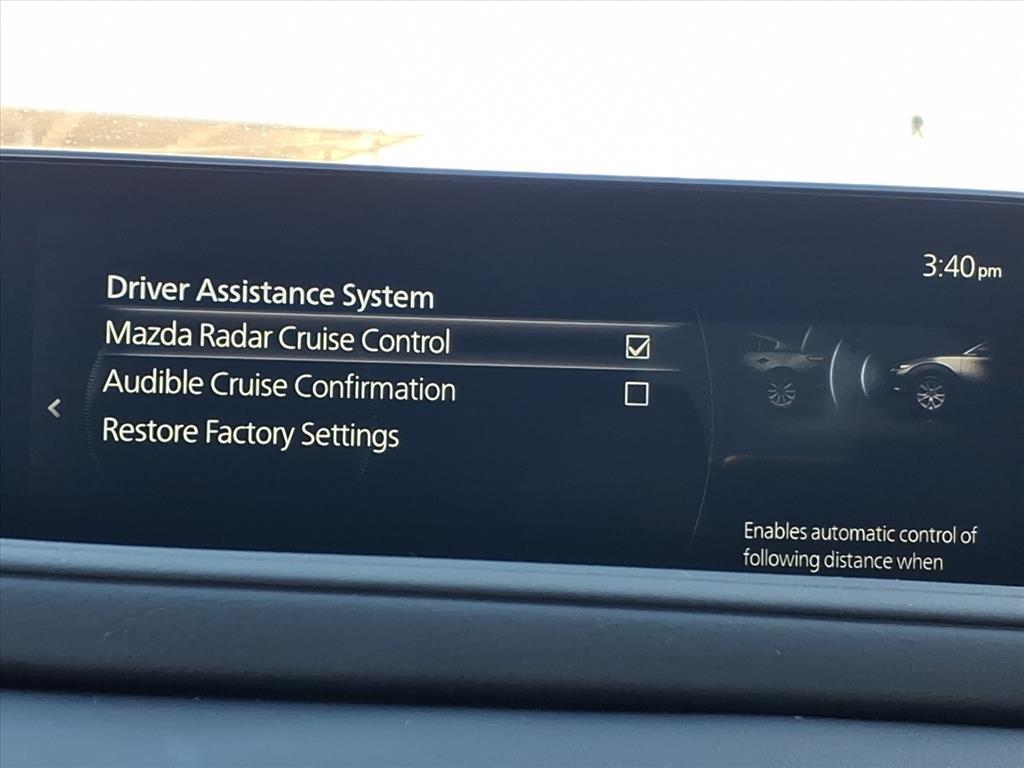 3:40pm
Driver Assistance System
Mazda Radar Cruise Control
Audible Cruise Confirmation
Restore Factory Settings
Enables automatic control of
following distance when